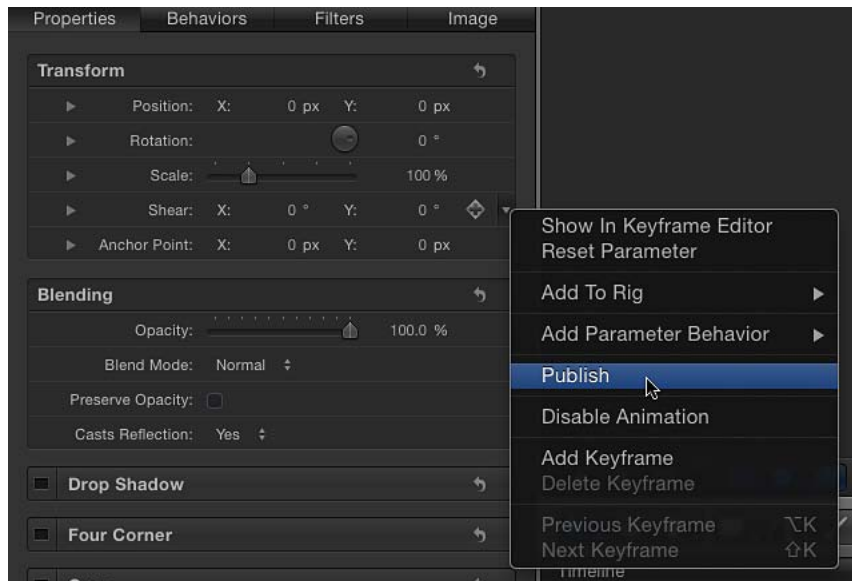 Properties Behaviors Filters Image
Transform
Position: X: 0 px Y: 0 px
Rotation: 0 °
Scale: 100 %
Shear: X: 0 ° Y: 0 °
Anchor Point: X: 0 px Y: 0 px
Blending
Opacity: 100.0 %
Blend Mode: Normal
Preserve Opacity:
Casts Reflection: Yes
Drop Shadow
Four Corner
Show In Keyframe Editor
Reset Parameter
Add To Rig
Add Parameter Behavior
Publish
Disable Animation
Add Keyframe
Delete Keyframe
Previous Keyframe ⌥K
Next Keyframe ⇧K
Timeline